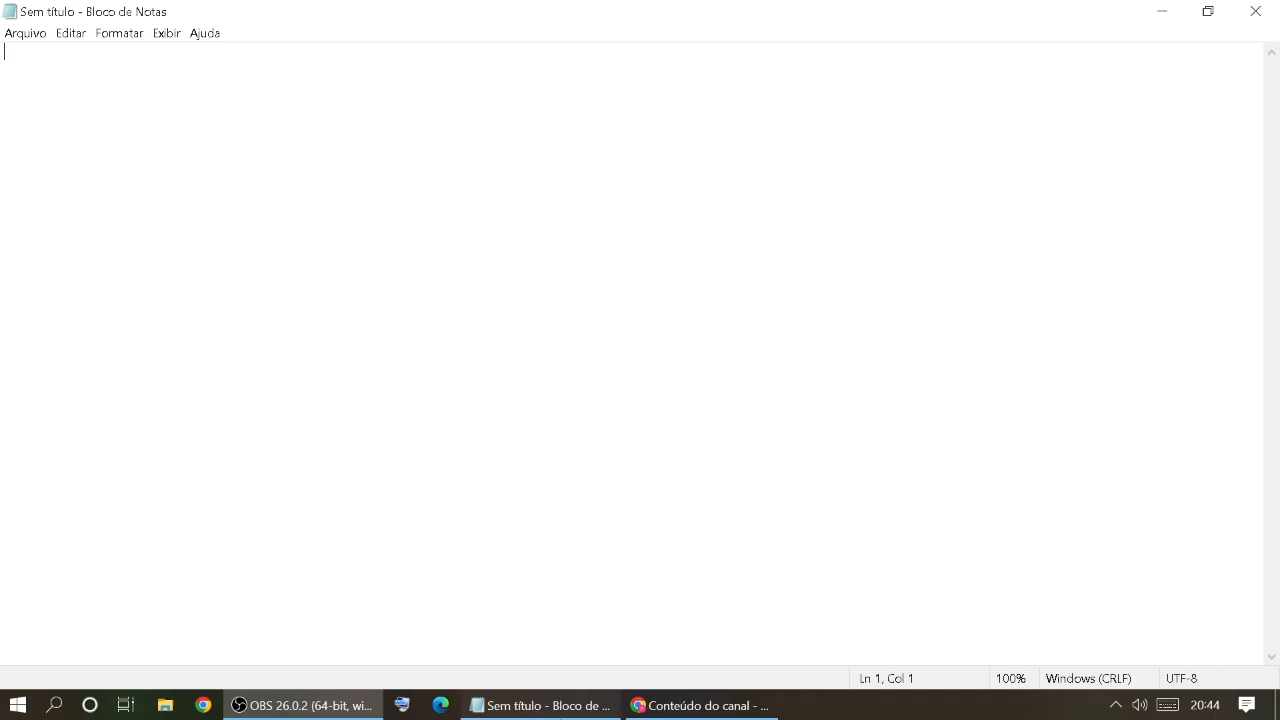 Sem título - Bloco de Notas
Arquivo Editar Formatar Exibir Ajuda
Ln 1, Col 1 100% Windows (CRLF) UTF-8
OBS 26.0.2 (64-bit, wi... Sem título - Bloco de ... Conteúdo do canal - ... 20:44